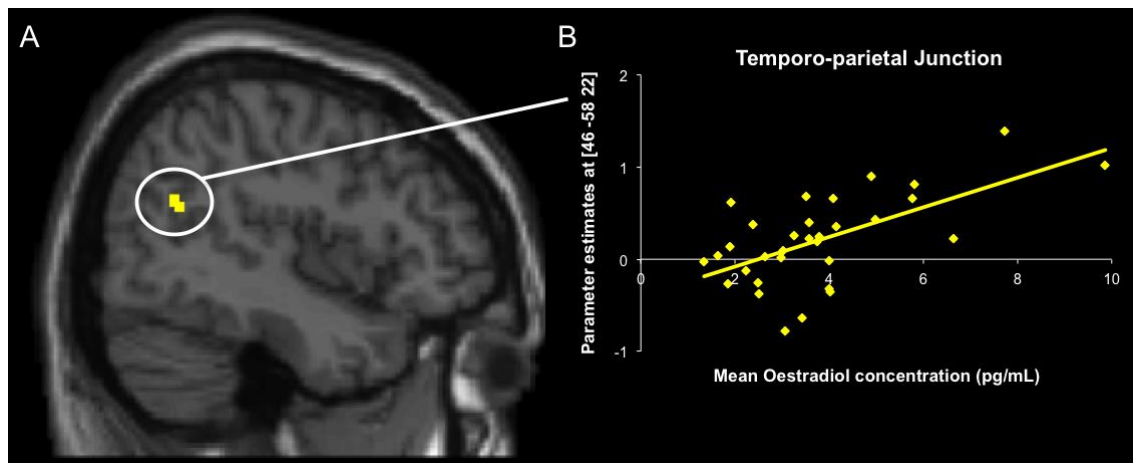 A
B
Temporo-parietal Junction
Parameter estimates at [46 -58 22]
2
1
0
-1
0
2
4
6
8
10
Mean Oestradiol concentration (pg/mL)